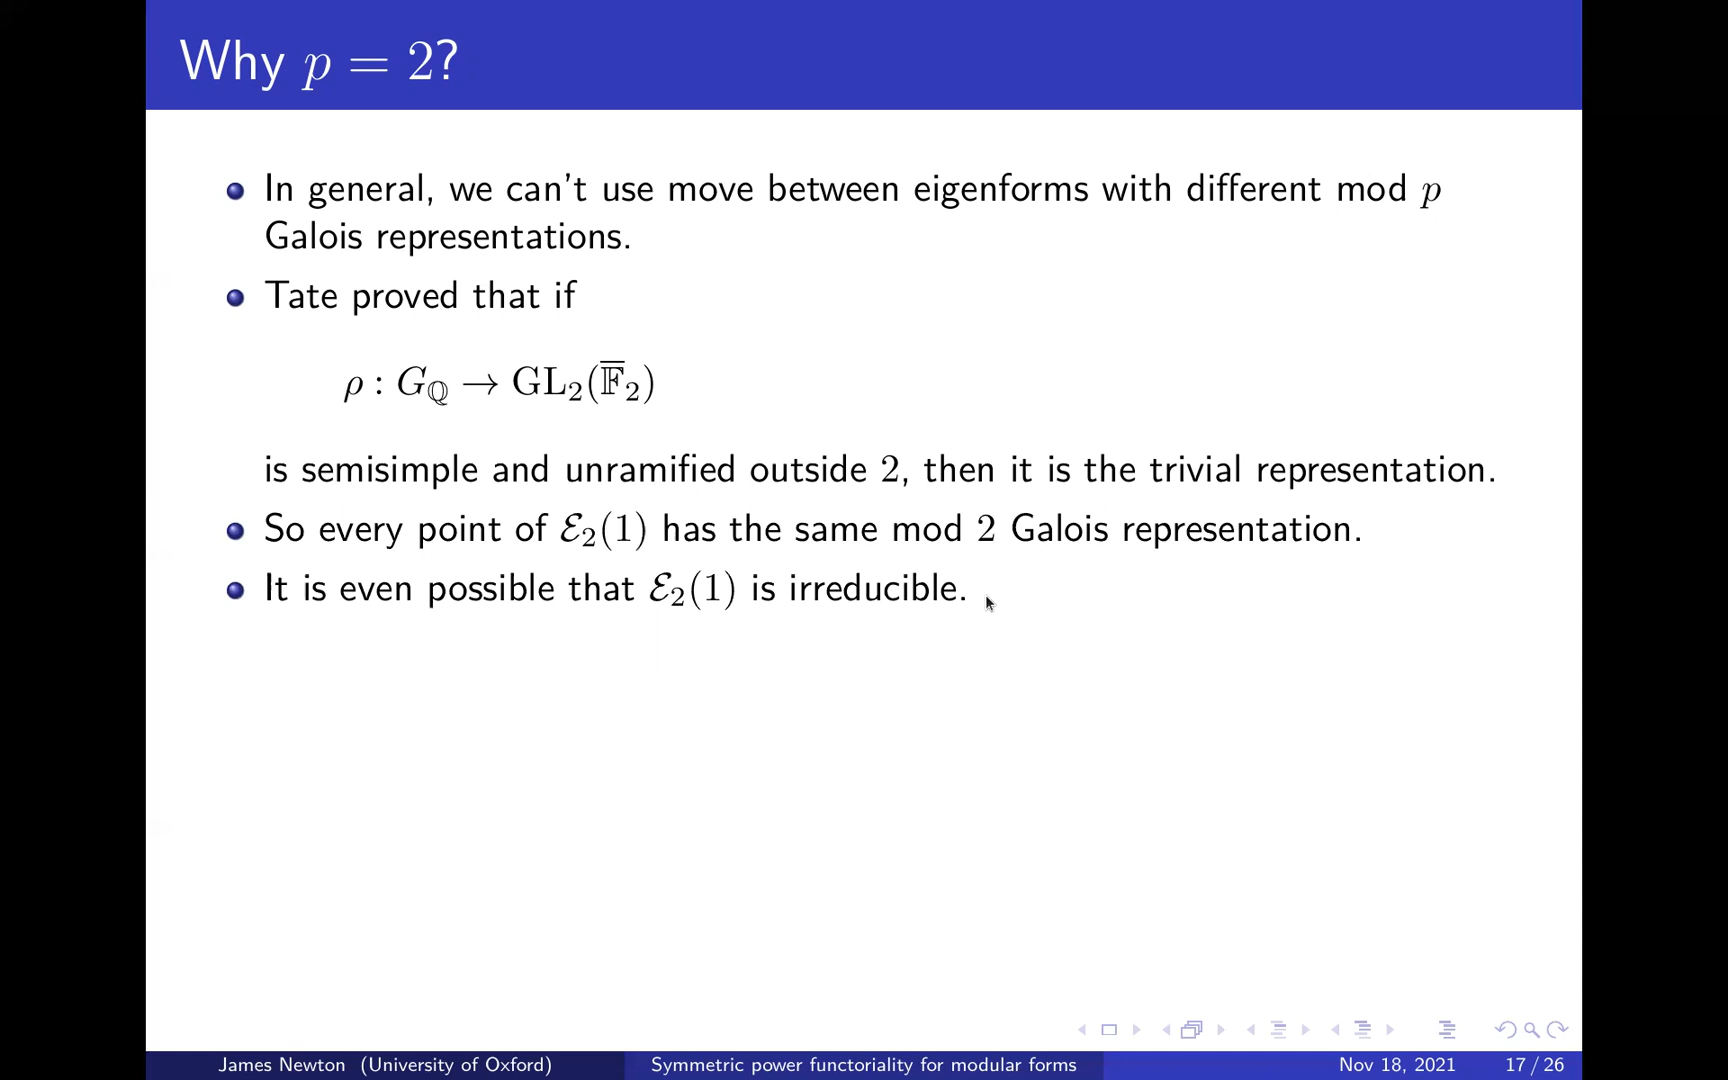 Why p = 2?
In general, we can't use move between eigenforms with different mod p
Galois representations.
Tate proved that if
ρ : G_ℚ → GL₂(F̅₂)
is semisimple and unramified outside 2, then it is the trivial representation.
So every point of ℰ₂(1) has the same mod 2 Galois representation.
It is even possible that ℰ₂(1) is irreducible.
James Newton (University of Oxford) Symmetric power functoriality for modular forms Nov 18, 2021 17 / 26